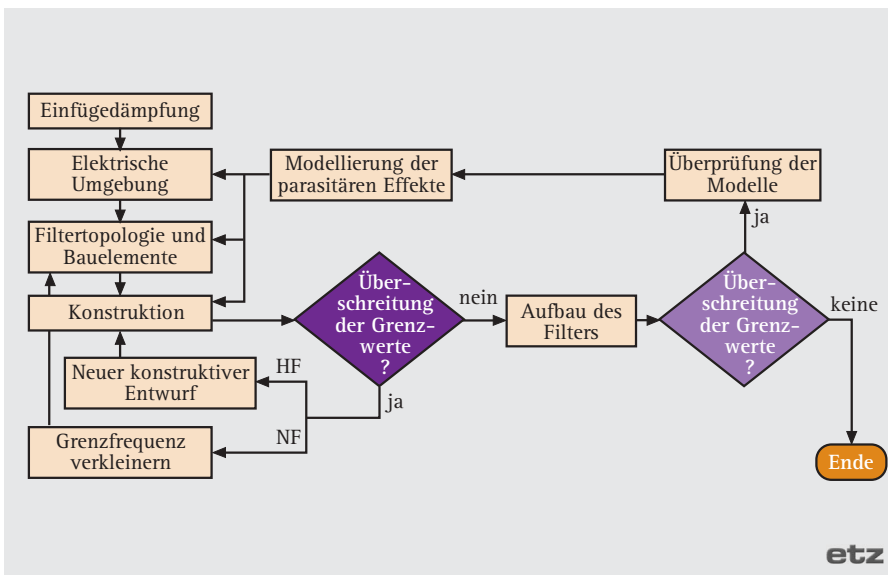 Einfügedämpfung
Elektrische
Umgebung
Modellierung der
parasitären Effekte
Überprüfung der
Modelle
ja
Filtertopologie und
Bauelemente
Konstruktion
Über-
schreitung
der Grenz-
werte
?
nein
Aufbau des
Filters
Über-
schreitung
der Grenz-
werte
?
keine
Neuer konstruktiver
Entwurf
HF
ja
Grenzfrequenz
verkleinern
NF
Ende
etz